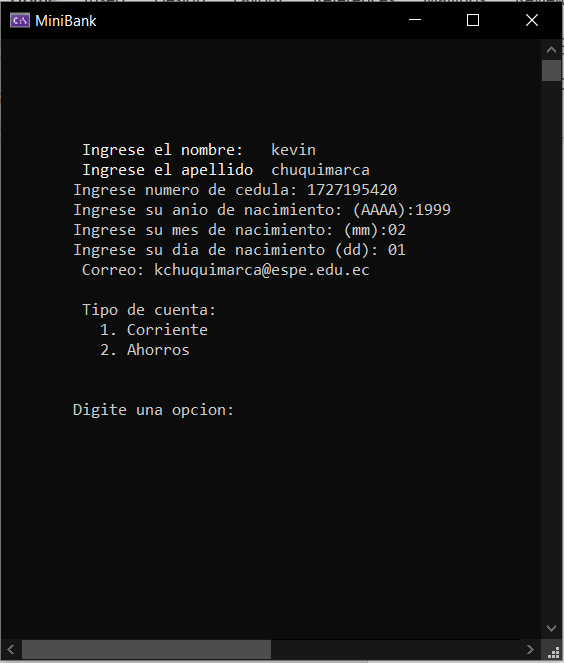 MiniBank
Ingrese el nombre: kevin
Ingrese el apellido chuquimarca
Ingrese numero de cedula: 1727195420
Ingrese su anio de nacimiento: (AAAA):1999
Ingrese su mes de nacimiento: (mm):02
Ingrese su dia de nacimiento (dd): 01
Correo: kchuquimarca@espe.edu.ec
Tipo de cuenta:
1. Corriente
2. Ahorros
Digite una opcion: